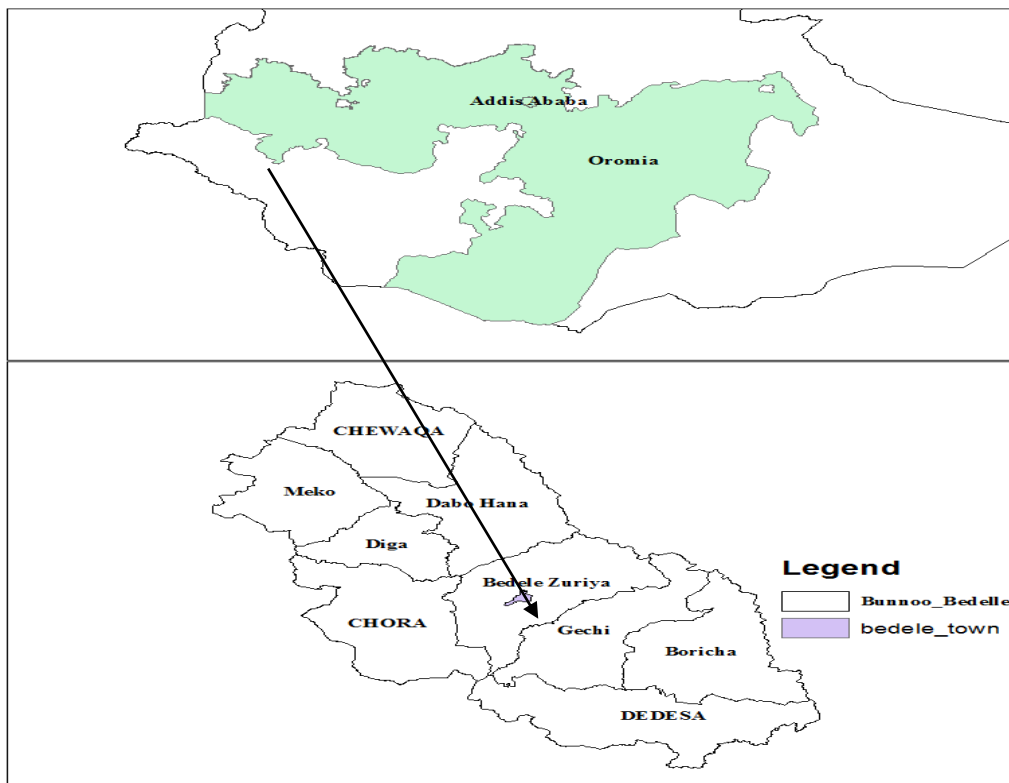 Addis Ababa
Oromia
CHEWAQA
Meko
Dabo Hana
Diga
Bedele Zuriya
CHORA
Gechi
Boricha
DEDESA
Legend
Bunnoo_Bedelle
bedele_town